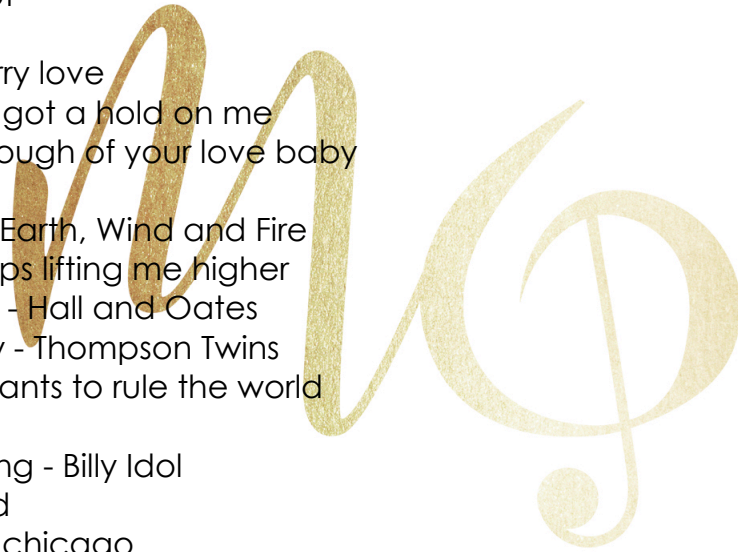 rry love
got a hold on me
ough of your love baby
Earth, Wind and Fire
ps lifting me higher
- Hall and Oates
- Thompson Twins
ants to rule the world
ng - Billy Idol
d
chicago